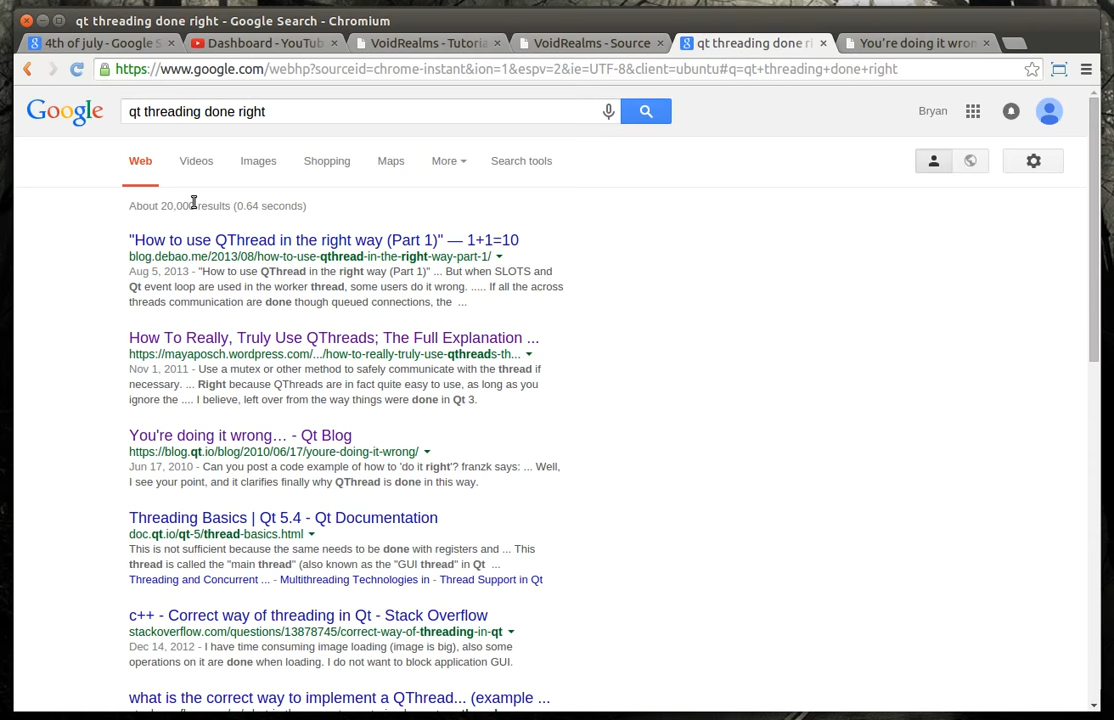 qt threading done right - Google Search - Chromium
4th of july - Google S
Dashboard - YouTub
VoidRealms - Tutoria
VoidRealms - Source
qt threading done ri
You're doing it wron
https://www.google.com/webhp?sourceid=chrome-instant&ion=1&espv=2&ie=UTF-8&client=ubuntu#q=qt+threading+done+right
Google
qt threading done right
Bryan
Web
Videos
Images
Shopping
Maps
More
Search tools
About 20,000 results (0.64 seconds)
"How to use QThread in the right way (Part 1)" — 1+1=10
blog.debao.me/2013/08/how-to-use-qthread-in-the-right-way-part-1/
Aug 5, 2013 - "How to use QThread in the right way (Part 1)" ... But when SLOTS and
Qt event loop are used in the worker thread, some users do it wrong. ..... If all the across
threads communication are done though queued connections, the ...
How To Really, Truly Use QThreads; The Full Explanation ...
https://mayaposch.wordpress.com/.../how-to-really-truly-use-qthreads-th...
Nov 1, 2011 - Use a mutex or other method to safely communicate with the thread if
necessary. ... Right because QThreads are in fact quite easy to use, as long as you
ignore the .... I believe, left over from the way things were done in Qt 3.
You're doing it wrong… - Qt Blog
https://blog.qt.io/blog/2010/06/17/youre-doing-it-wrong/
Jun 17, 2010 - Can you post a code example of how to 'do it right'? franzk says: ... Well,
I see your point, and it clarifies finally why QThread is done in this way.
Threading Basics | Qt 5.4 - Qt Documentation
doc.qt.io/qt-5/thread-basics.html
This is not sufficient because the same needs to be done with registers and ... This
thread is called the "main thread" (also known as the "GUI thread" in Qt ...
Threading and Concurrent ... - Multithreading Technologies in - Thread Support in Qt
c++ - Correct way of threading in Qt - Stack Overflow
stackoverflow.com/questions/13878745/correct-way-of-threading-in-qt
Dec 14, 2012 - I have time consuming image loading (image is big), also some
operations on it are done when loading. I do not want to block application GUI.
what is the correct way to implement a QThread... (example ...